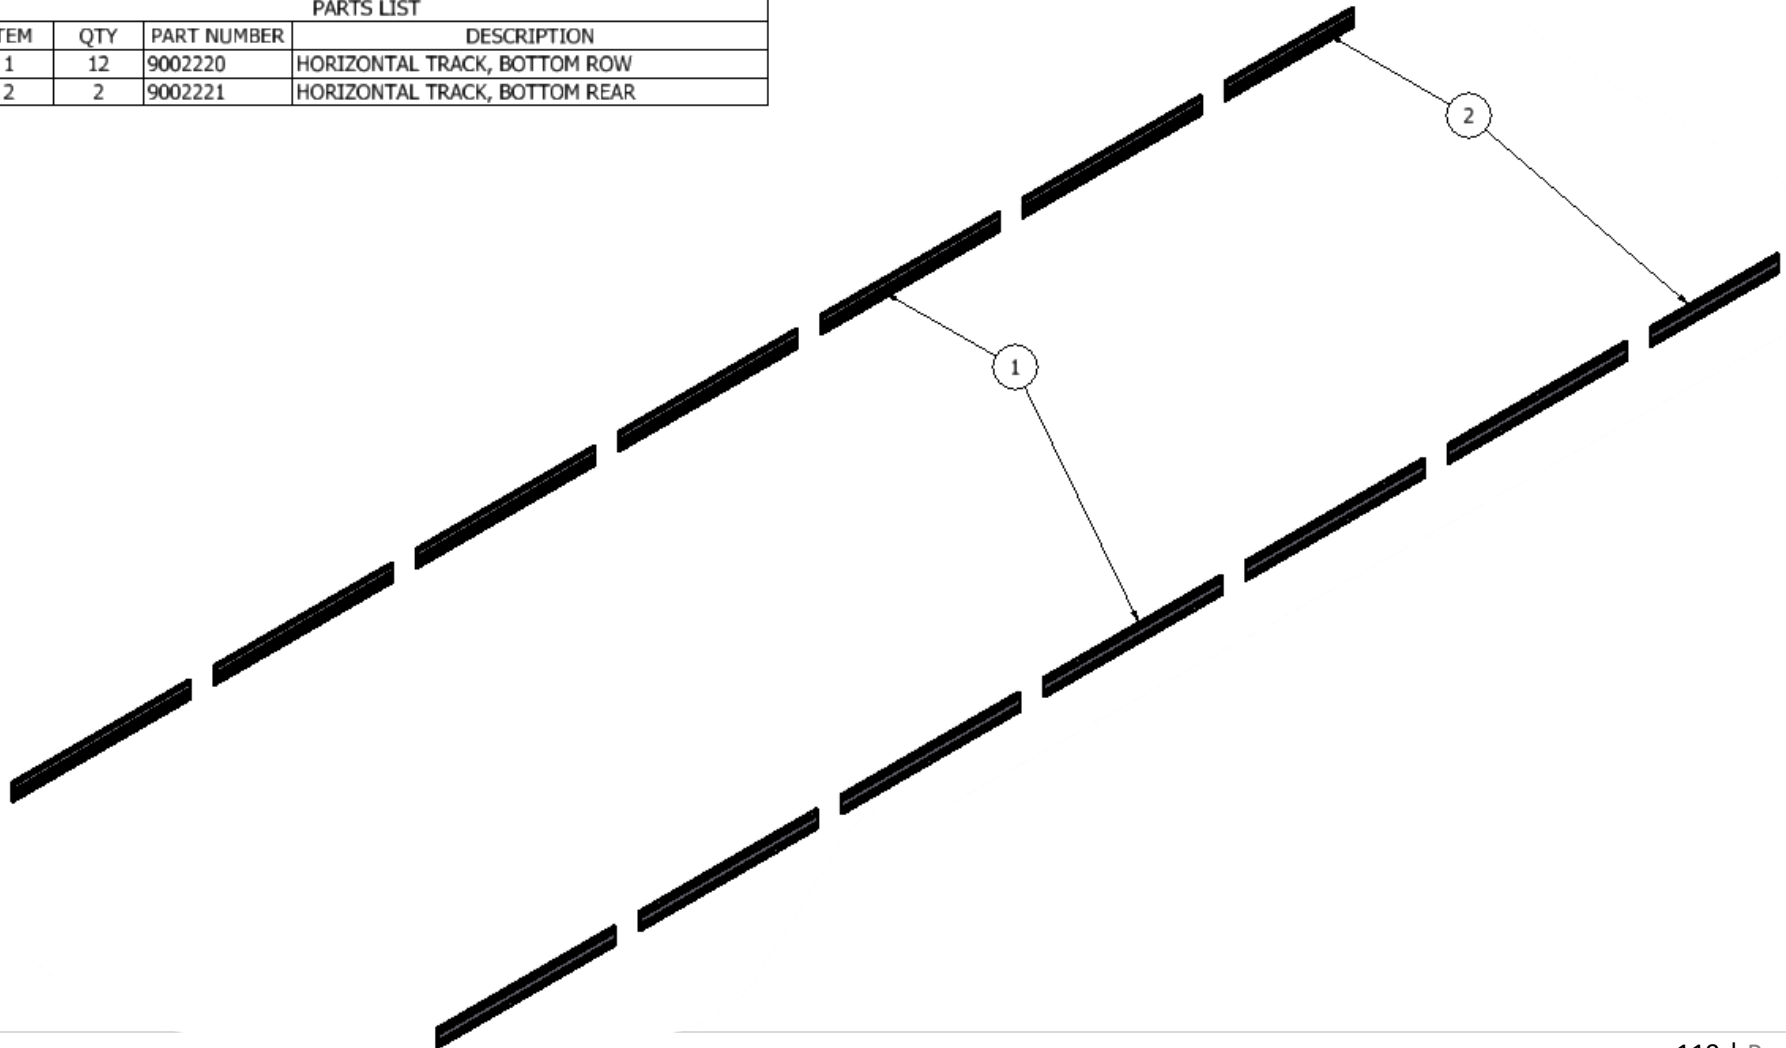 PARTS LIST
TEM QTY PART NUMBER DESCRIPTION
1 12 9002220 HORIZONTAL TRACK, BOTTOM ROW
2 2 9002221 HORIZONTAL TRACK, BOTTOM REAR
2
1